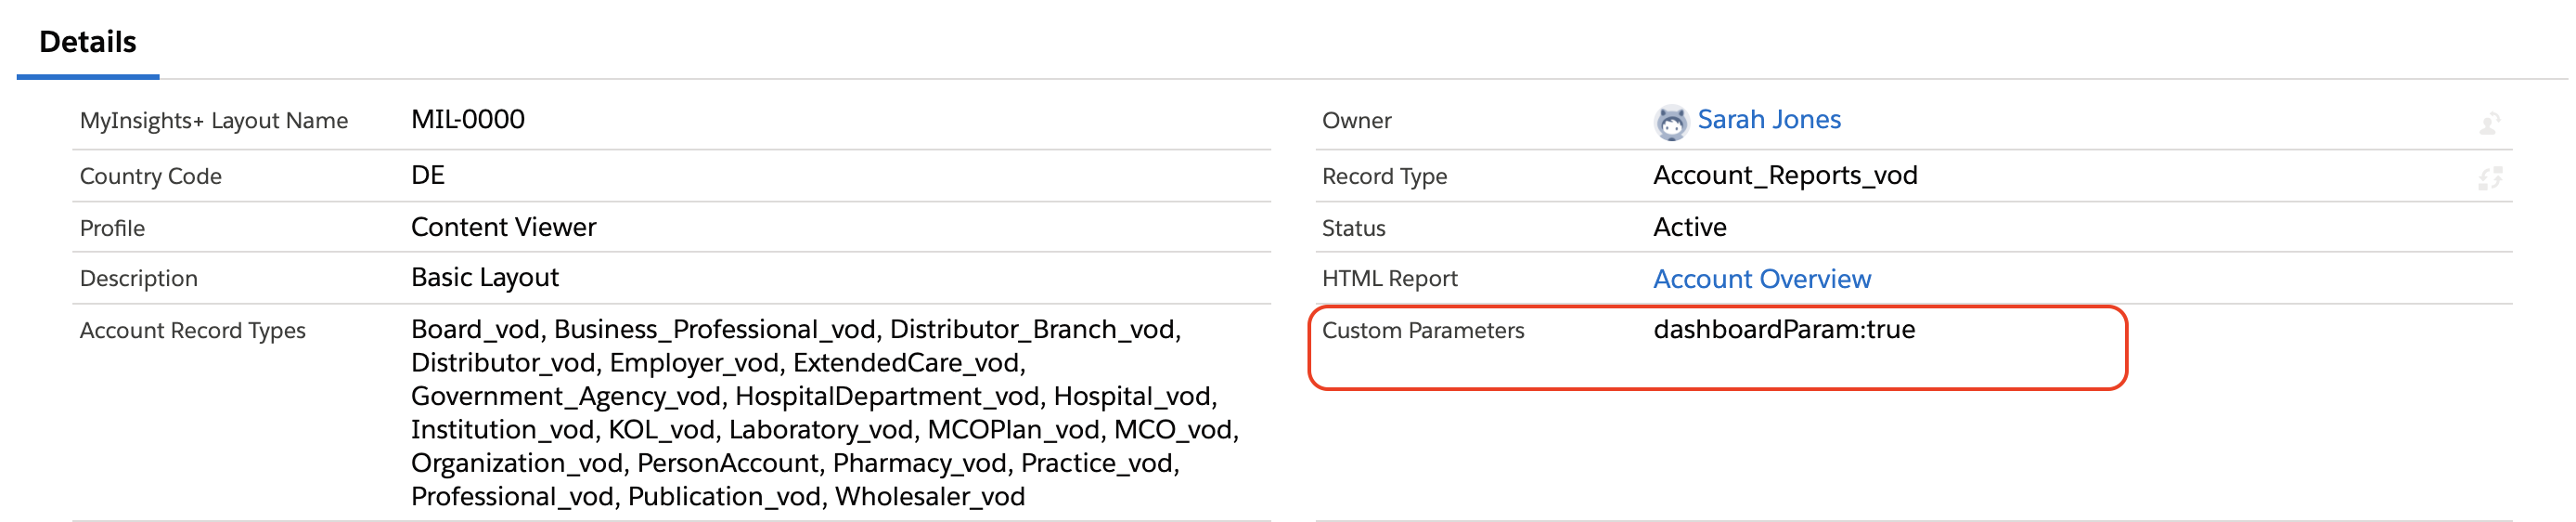 Details
MyInsights+ Layout Name MIL-0000
Owner Sarah Jones
Country Code DE
Record Type Account_Reports_vod
Profile Content Viewer
Status Active
Description Basic Layout
HTML Report Account Overview
Account Record Types Board_vod, Business_Professional_vod, Distributor_Branch_vod,
Distributor_vod, Employer_vod, ExtendedCare_vod,
Government_Agency_vod, HospitalDepartment_vod, Hospital_vod,
Institution_vod, KOL_vod, Laboratory_vod, MCOPlan_vod, MCO_vod,
Organization_vod, PersonAccount, Pharmacy_vod, Practice_vod,
Professional_vod, Publication_vod, Wholesaler_vod
Custom Parameters dashboardParam:true